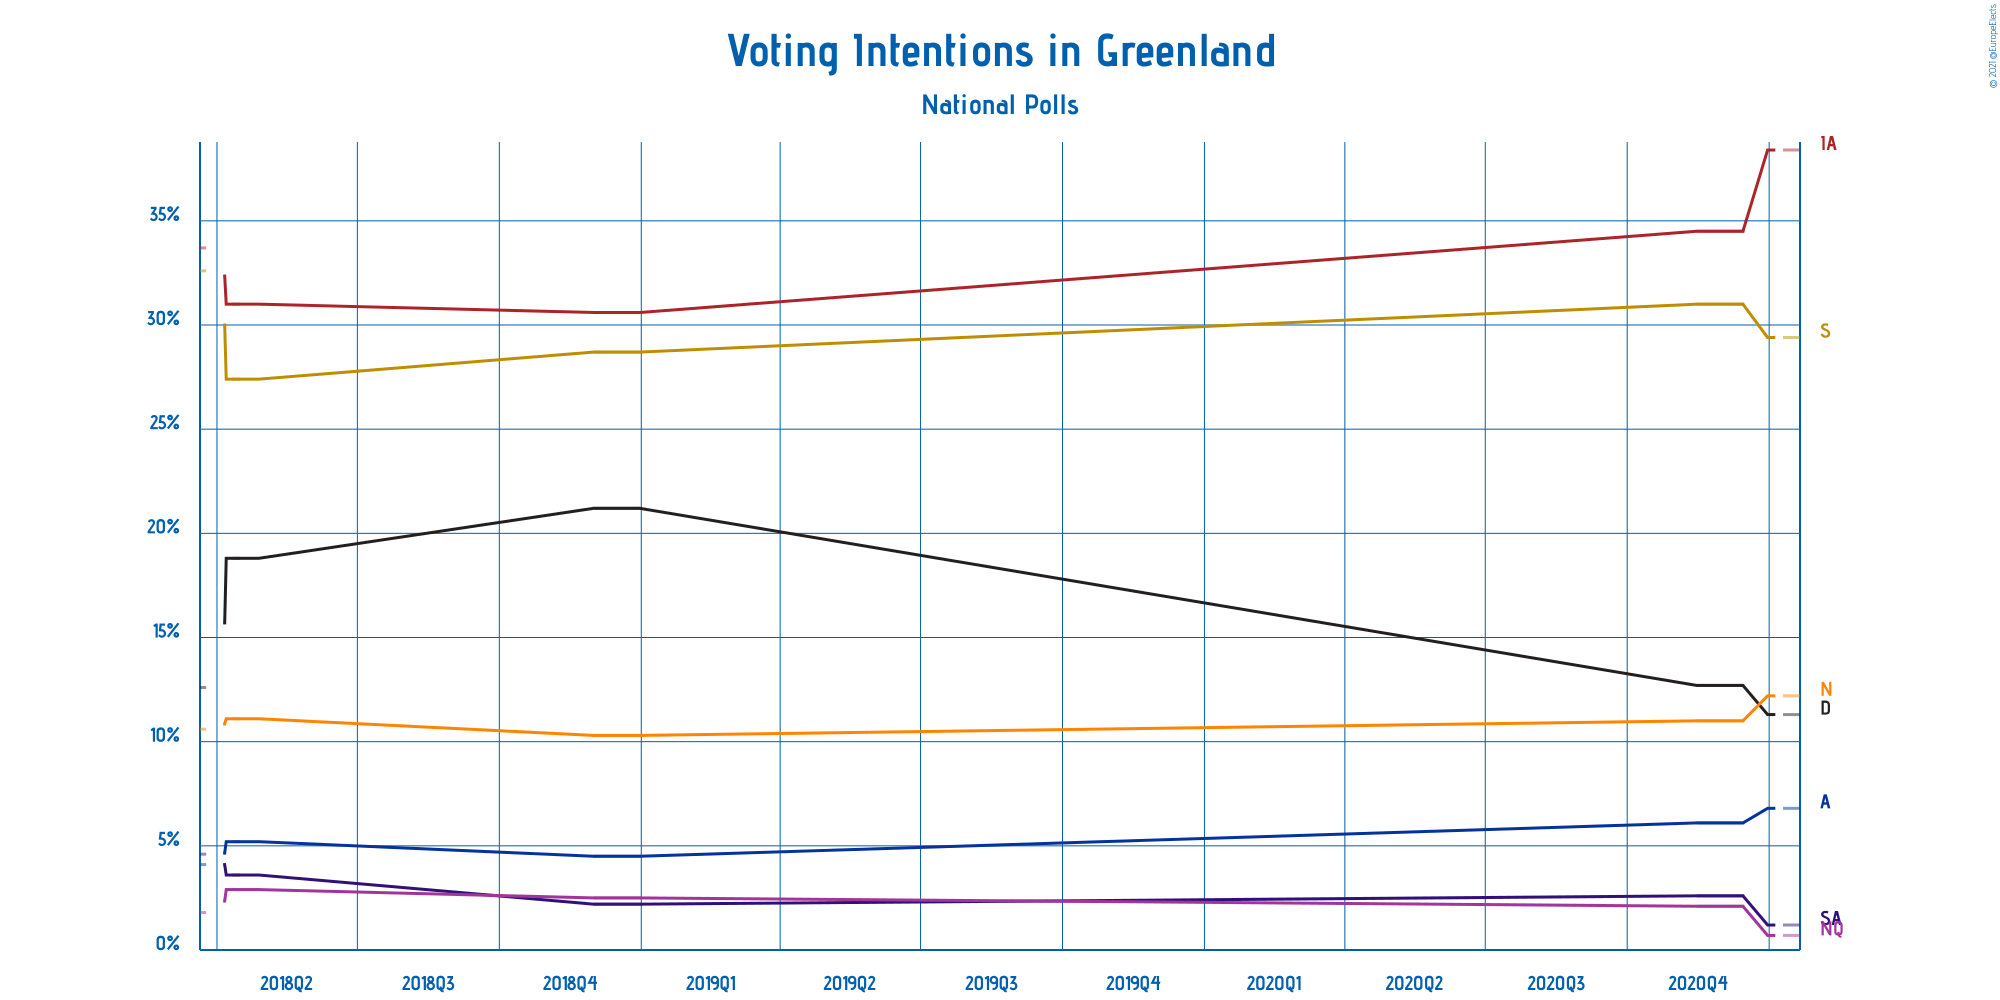 Voting Intentions in Greenland
National Polls
© 2021 @EuropeElects
35%
30%
25%
20%
15%
10%
5%
0%
IA
S
N
D
A
SA
NQ
2018Q2 2018Q3 2018Q4 2019Q1 2019Q2 2019Q3 2019Q4 2020Q1 2020Q2 2020Q3 2020Q4